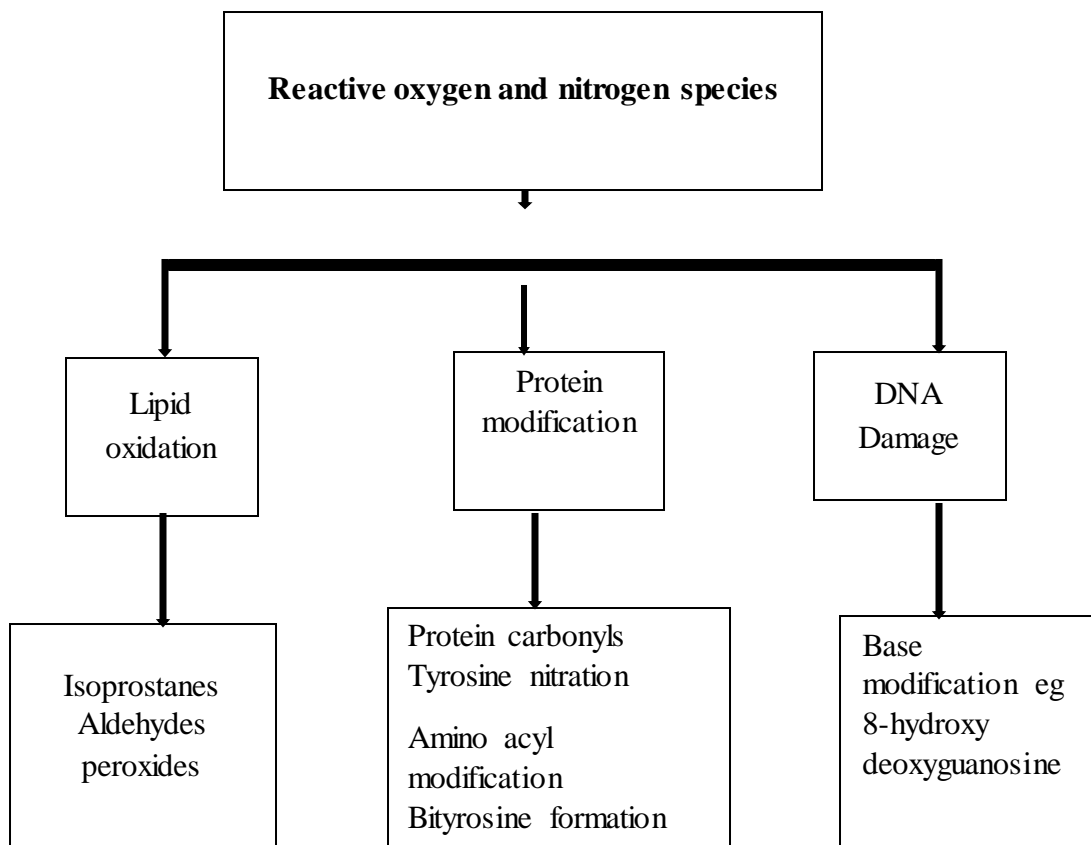 Reactive oxygen and nitrogen species
Lipid
oxidation
Protein
modification
DNA
Damage
Isoprostanes
Aldehydes
peroxides
Protein carbonyls
Tyrosine nitration
Amino acyl
modification
Bityrosine formation
Base
modification eg
8-hydroxy
deoxyguanosine